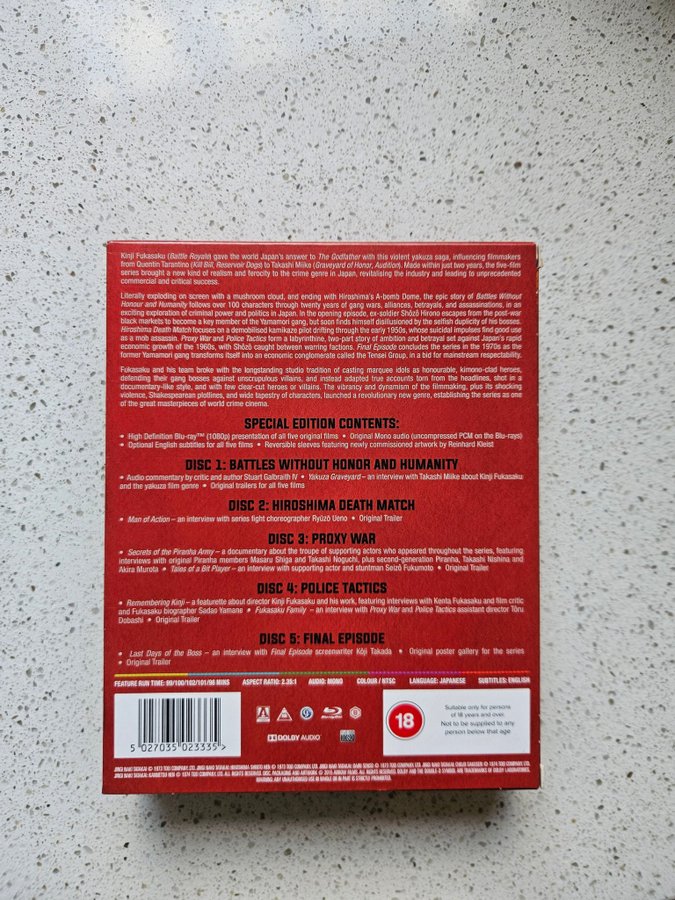 Kinji Fukasaku (Battle Royale) gave the world Japan's answer to The Godfather with this violent yakuza saga, influencing filmmakers
from Quentin Tarantino (Kill Bill, Reservoir Dogs) to Takashi Miike (Graveyard of Honor, Audition). Made within just two years, the five-film
series brought a new kind of realism and ferocity to the crime genre in Japan, revitalising the industry and leading to unprecedented
commercial and critical success.
Literally exploding on screen with a mushroom cloud, and ending with Hiroshima's A-bomb Dome, the epic story of Battles Without
Honour and Humanity follows over 100 characters through twenty years of gang wars, alliances, betrayals, and assassinations, in an
exciting exploration of criminal power and politics in Japan. In the opening episode, ex-soldier Shôzô Hirono escapes from the post-war
black markets to become a key member of the Yamamori gang, but soon finds himself disillusioned by the selfish duplicity of his bosses.
Hiroshima Death Match focuses on a demobilised kamikaze pilot drifting through the early 1950s, whose suicidal impulses find good use
as a mob assassin. Proxy War and Police Tactics form a labyrinthine, two-part story of ambition and betrayal set against Japan's rapid
economic growth of the 1960s, with Shôzô caught between warring factions. Final Episode concludes the series in the 1970s as the
former Yamamori gang transforms itself into an economic conglomerate called the Tensei Group, in a bid for mainstream respectability.
Fukasaku and his team broke with the longstanding studio tradition of casting marquee idols as honourable, kimono-clad heroes,
defending their gang bosses against unscrupulous villains, and instead adapted true accounts torn from the headlines, shot in a
documentary-like style, and with few clear-cut heroes or villains. The vibrancy and dynamism of the filmmaking, plus its shocking
violence, Shakespearean plotlines, and wide tapestry of characters, launched a revolutionary new genre, establishing the series as one
of the great masterpieces of world crime cinema.
SPECIAL EDITION CONTENTS:
• High Definition Blu-ray™ (1080p) presentation of all five original films • Original Mono audio (uncompressed PCM on the Blu-rays)
• Optional English subtitles for all five films • Reversible sleeves featuring newly commissioned artwork by Reinhard Kleist
DISC 1: BATTLES WITHOUT HONOR AND HUMANITY
• Audio commentary by critic and author Stuart Galbraith IV • Yakuza Graveyard – an interview with Takashi Miike about Kinji Fukasaku
and the yakuza film genre • Original trailers for all five films
DISC 2: HIROSHIMA DEATH MATCH
• Man of Action – an interview with series fight choreographer Ryûzô Ueno • Original Trailer
DISC 3: PROXY WAR
• Secrets of the Piranha Army – a documentary about the troupe of supporting actors who appeared throughout the series, featuring
interviews with original Piranha members Masaru Shiga and Takashi Noguchi, plus second-generation Piranha, Takashi Nishina and
Akira Murota • Tales of a Bit Player – an interview with supporting actor and stuntman Seizô Fukumoto • Original Trailer
DISC 4: POLICE TACTICS
• Remembering Kinji – a featurette about director Kinji Fukasaku and his work, featuring interviews with Kenta Fukasaku and film critic
and Fukasaku biographer Sadao Yamane • Fukasaku Family – an interview with Proxy War and Police Tactics assistant director Tôru
Dobashi • Original Trailer
DISC 5: FINAL EPISODE
• Last Days of the Boss – an interview with Final Episode screenwriter Kôji Takada • Original poster gallery for the series
• Original Trailer
FEATURE RUN TIME: 99/100/102/101/98 MINS ASPECT RATIO: 2.35:1 AUDIO: MONO COLOUR / NTSC LANGUAGE: JAPANESE SUBTITLES: ENGLISH
5 027035 023335 >
ARROW
Blu-ray Disc
B
DOLBY AUDIO
18
Suitable only for persons
of 18 years and over.
Not to be supplied to any
person below that age